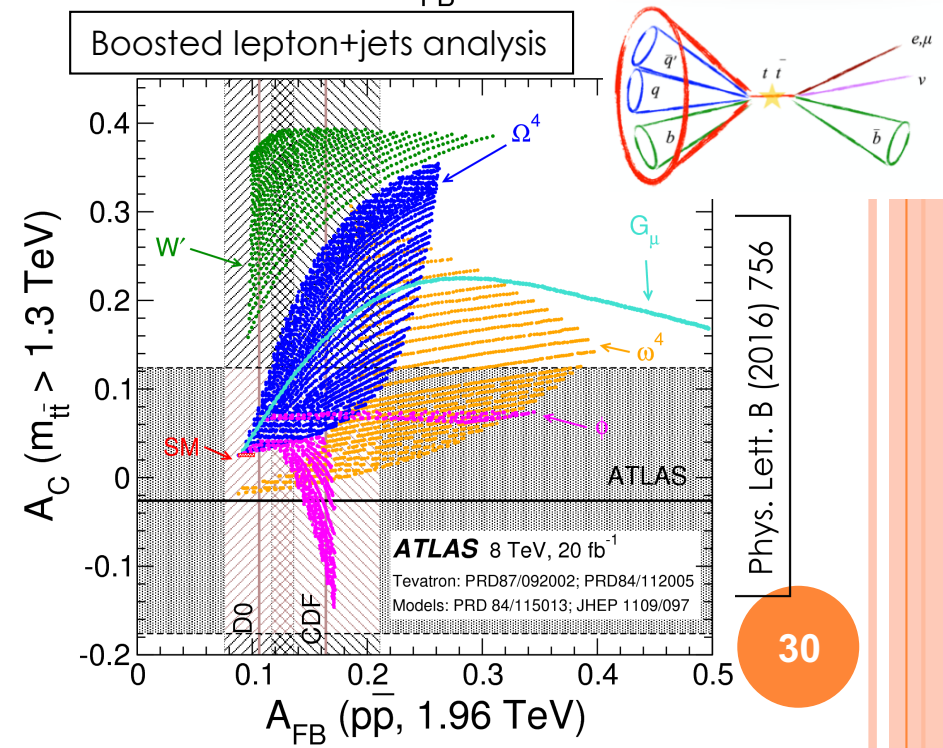 FB
Boosted lepton+jets analysis
q̄'
q
b
t t̄
e,μ
ν
b̄
0.4
0.3
0.2
0.1
0
-0.1
-0.2
A_C (m_tt̄ > 1.3 TeV)
Ω⁴
W′
G_μ
ω⁴
SM
ATLAS
ATLAS 8 TeV, 20 fb⁻¹
Tevatron: PRD87/092002; PRD84/112005
Models: PRD 84/115013; JHEP 1109/097
D0
CDF
0 0.1 0.2 0.3 0.4 0.5
A_FB (pp̄, 1.96 TeV)
Phys. Lett. B (2016) 756
30